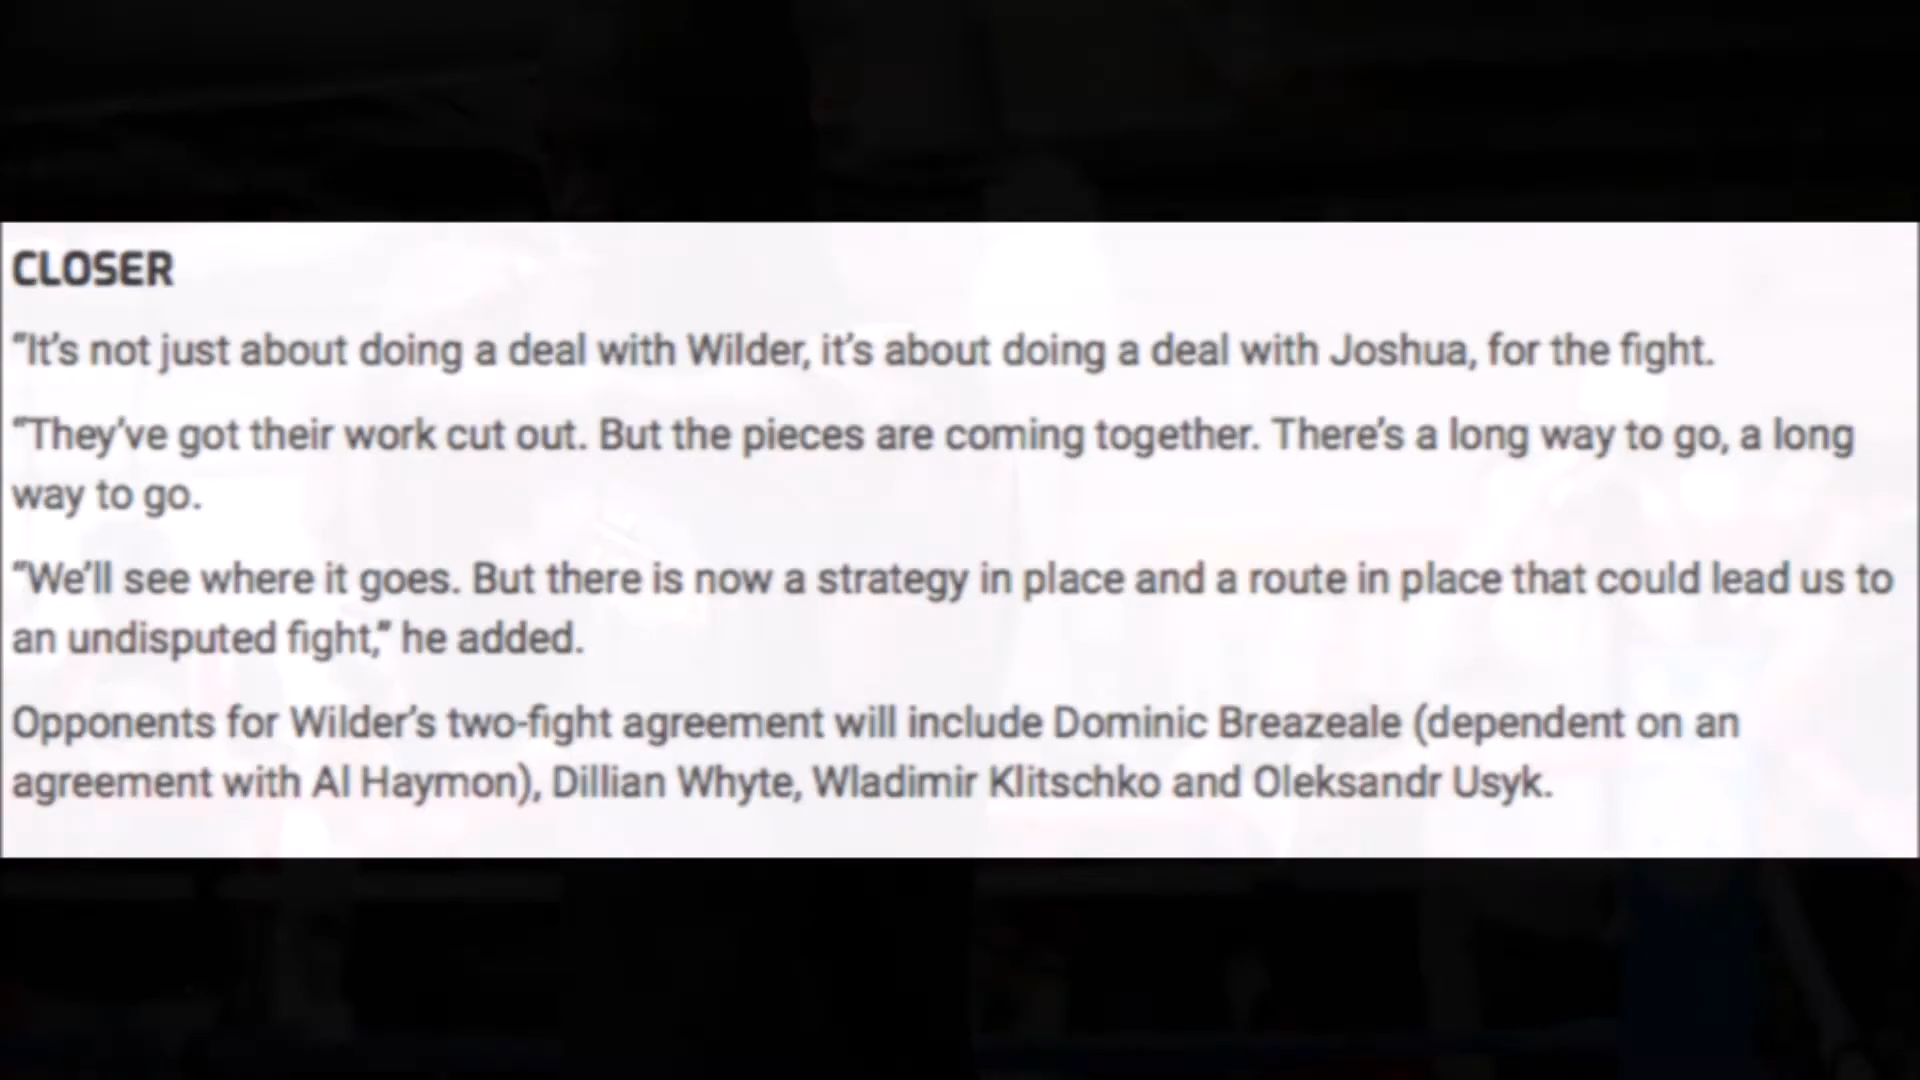 CLOSER
“It’s not just about doing a deal with Wilder, it’s about doing a deal with Joshua, for the fight.
“They’ve got their work cut out. But the pieces are coming together. There’s a long way to go, a long
way to go.
“We’ll see where it goes. But there is now a strategy in place and a route in place that could lead us to
an undisputed fight,” he added.
Opponents for Wilder’s two-fight agreement will include Dominic Breazeale (dependent on an
agreement with Al Haymon), Dillian Whyte, Wladimir Klitschko and Oleksandr Usyk.